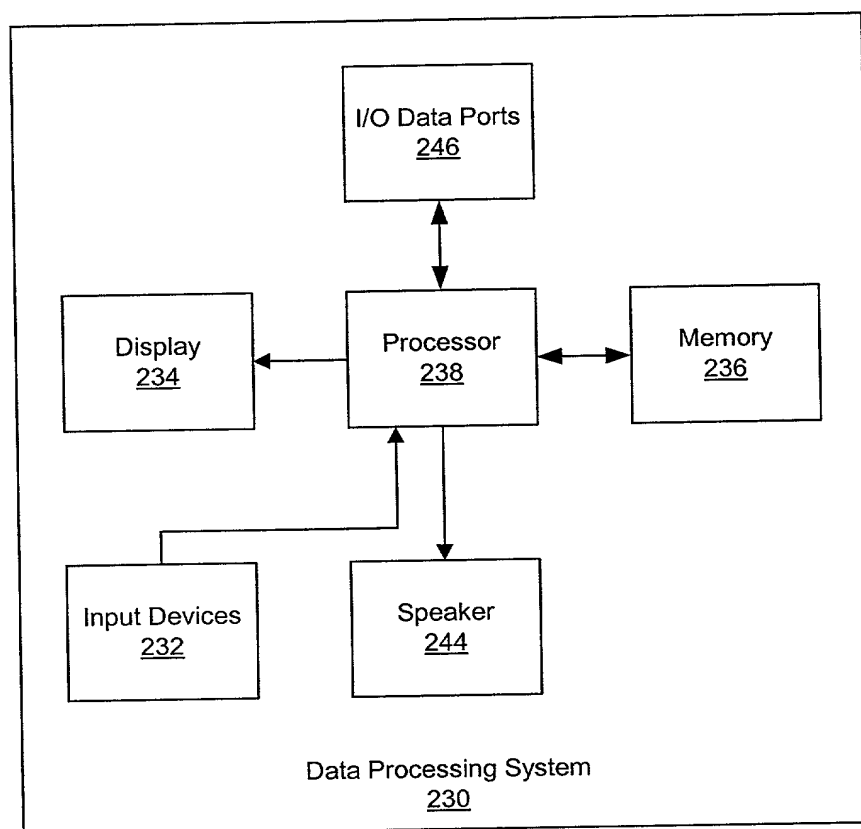 I/O Data Ports
246
Display
234
Processor
238
Memory
236
Input Devices
232
Speaker
244
Data Processing System
230